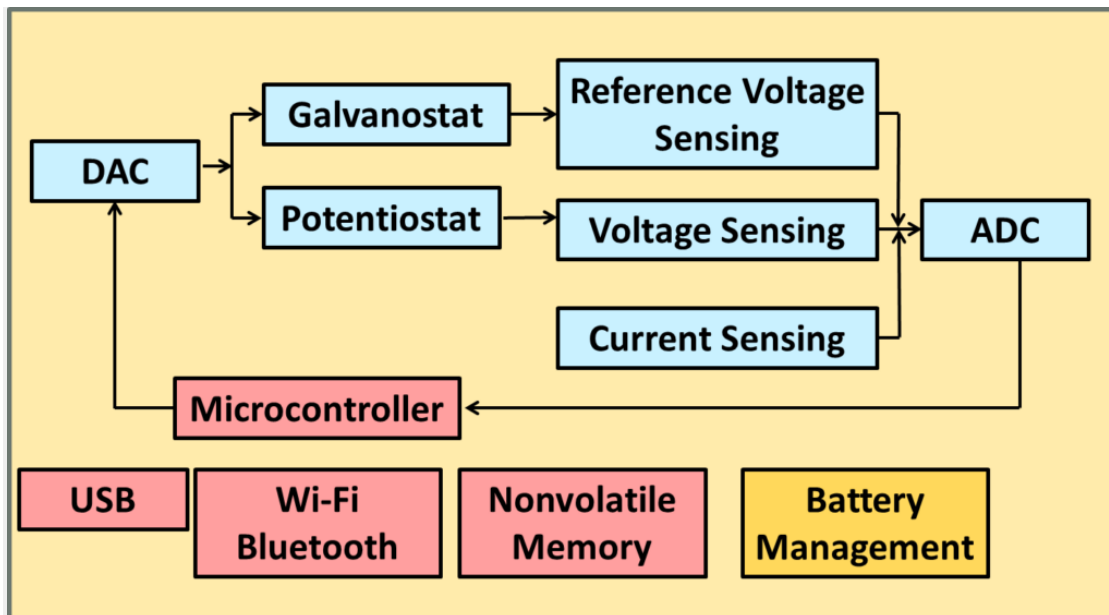 Galvanostat
Reference Voltage
Sensing
DAC
Potentiostat
Voltage Sensing
ADC
Current Sensing
Microcontroller
USB
Wi-Fi
Bluetooth
Nonvolatile
Memory
Battery
Management